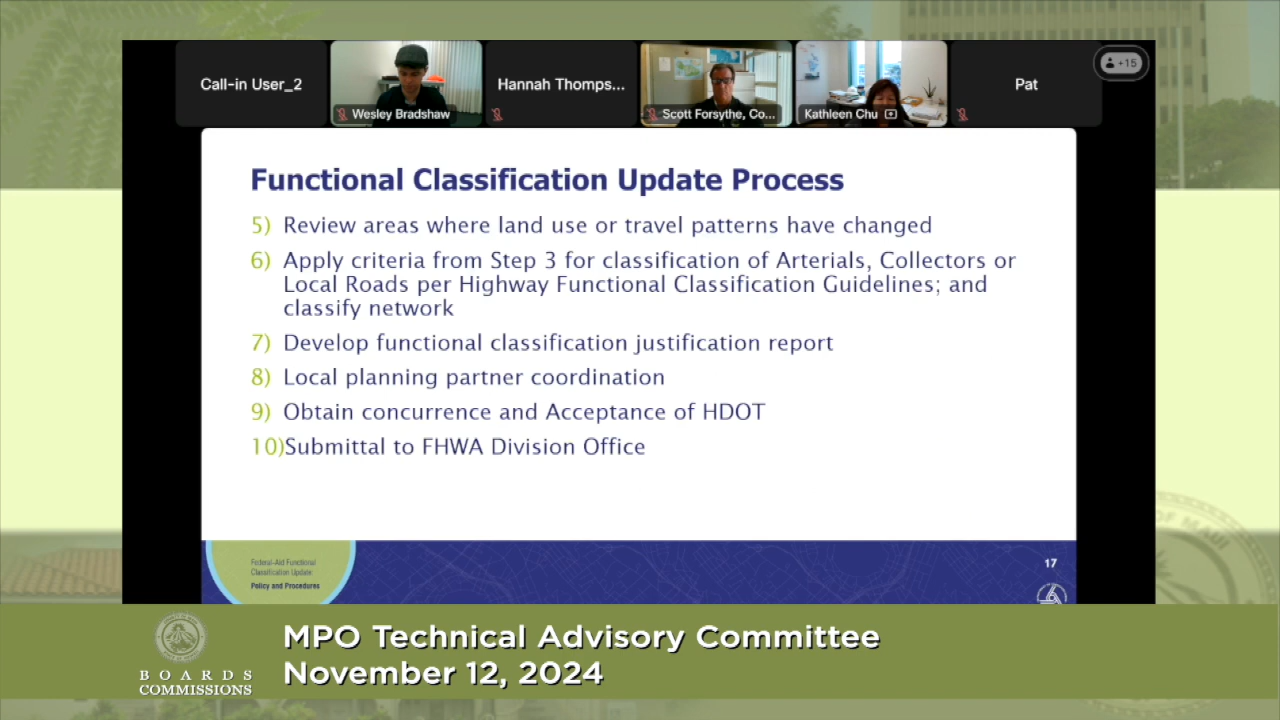 Call-in User_2
Wesley Bradshaw
Hannah Thomps...
Scott Forsythe, Co...
Kathleen Chu
Pat
+15
Functional Classification Update Process
5) Review areas where land use or travel patterns have changed
6) Apply criteria from Step 3 for classification of Arterials, Collectors or
Local Roads per Highway Functional Classification Guidelines; and
classify network
7) Develop functional classification justification report
8) Local planning partner coordination
9) Obtain concurrence and Acceptance of HDOT
10)Submittal to FHWA Division Office
Federal-Aid Functional
Classification Update:
Policy and Procedures
17
BOARDS
COMMISSIONS
MPO Technical Advisory Committee
November 12, 2024